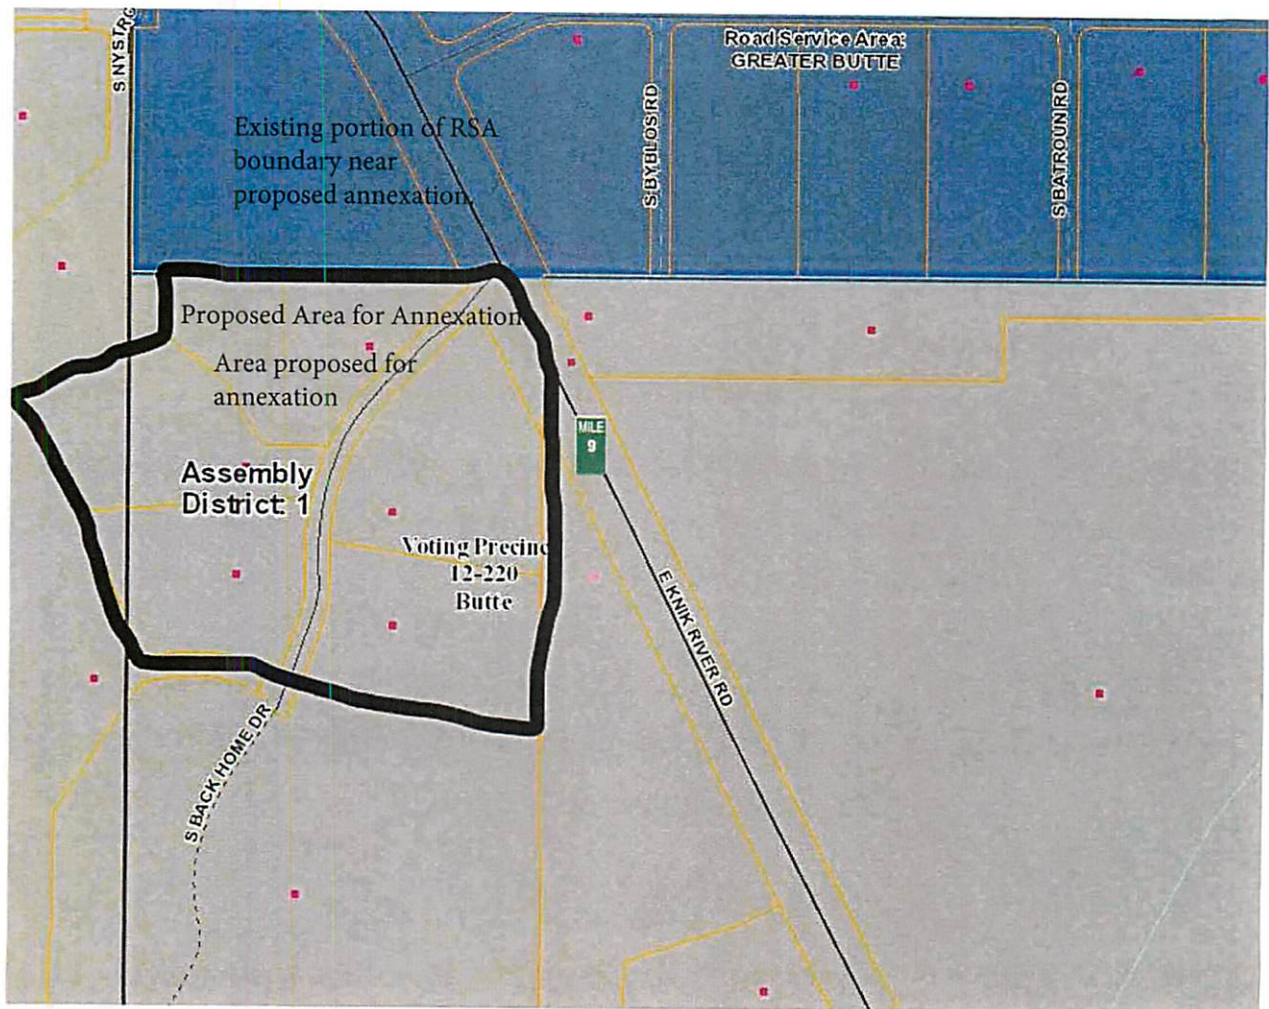 S NYSTRO
Road Service Area:
GREATER BUTTE
S BYBLOS RD
S BATROUN RD
Existing portion of RSA
boundary near
proposed annexation.
Proposed Area for Annexation
Area proposed for
annexation
MILE
9
Assembly
District: 1
Voting Precinc
12-220
Butte
E KNIK RIVER RD
S BACK HOME DR